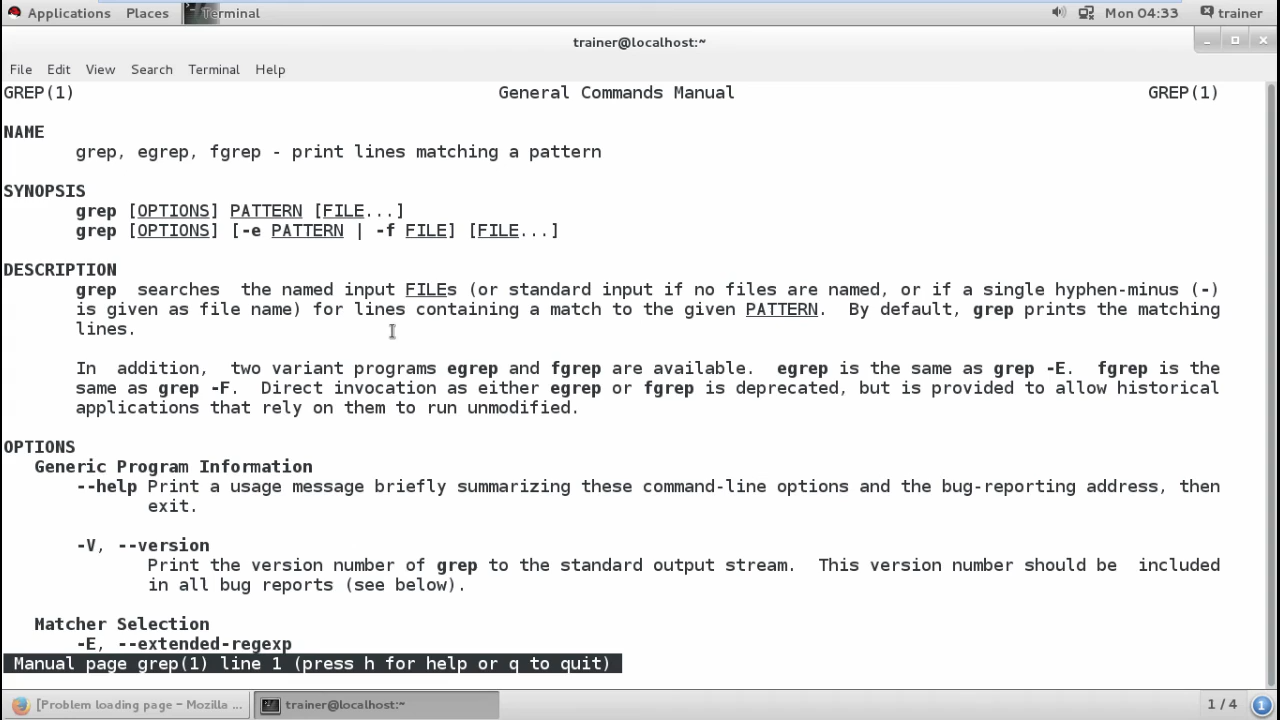 Applications Places Terminal Mon 04:33 trainer
trainer@localhost:~
File Edit View Search Terminal Help
GREP(1) General Commands Manual GREP(1)
NAME
grep, egrep, fgrep - print lines matching a pattern
SYNOPSIS
grep [OPTIONS] PATTERN [FILE...]
grep [OPTIONS] [-e PATTERN | -f FILE] [FILE...]
DESCRIPTION
grep searches the named input FILEs (or standard input if no files are named, or if a single hyphen-minus (-)
is given as file name) for lines containing a match to the given PATTERN. By default, grep prints the matching
lines.
In addition, two variant programs egrep and fgrep are available. egrep is the same as grep -E. fgrep is the
same as grep -F. Direct invocation as either egrep or fgrep is deprecated, but is provided to allow historical
applications that rely on them to run unmodified.
OPTIONS
Generic Program Information
--help Print a usage message briefly summarizing these command-line options and the bug-reporting address, then
exit.
-V, --version
Print the version number of grep to the standard output stream. This version number should be included
in all bug reports (see below).
Matcher Selection
-E, --extended-regexp
Manual page grep(1) line 1 (press h for help or q to quit)
[Problem loading page - Mozilla ... trainer@localhost:~ 1 / 4 1